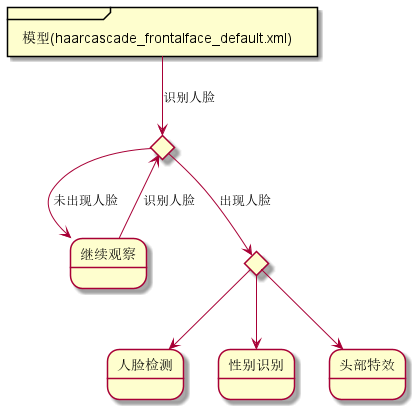 模型(haarcascade_frontalface_default.xml)
识别人脸
未出现人脸
识别人脸
出现人脸
继续观察
人脸检测
性别识别
头部特效